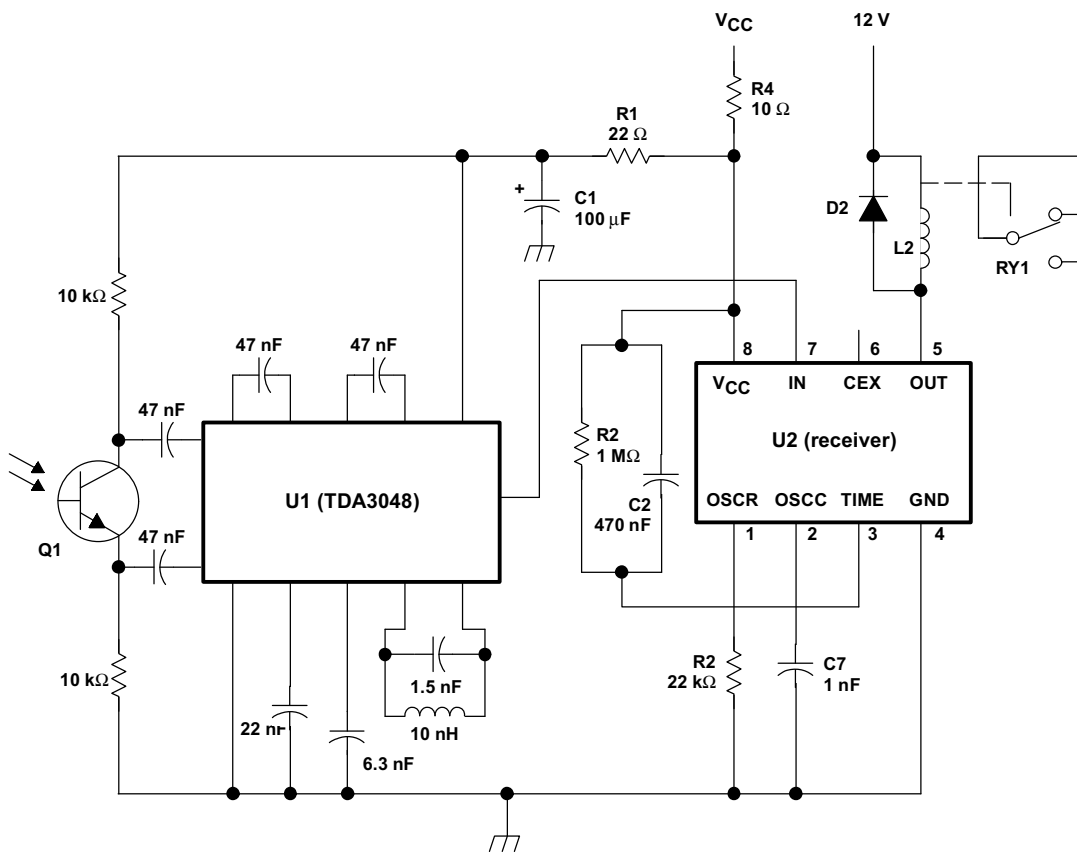 VCC
12 V
R4
10 Ω
R1
22 Ω
+
C1
100 μF
D2
L2
RY1
10 kΩ
47 nF
47 nF
8
7
6
5
VCC
IN
CEX
OUT
47 nF
R2
1 MΩ
U2 (receiver)
U1 (TDA3048)
C2
470 nF
OSCR
OSCC
TIME
GND
1
2
3
4
Q1
47 nF
10 kΩ
1.5 nF
R2
22 kΩ
C7
1 nF
22 nF
10 nH
6.3 nF